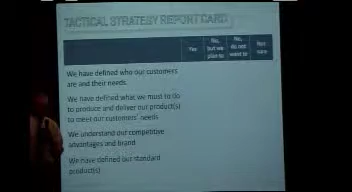 TACTICAL STRATEGY REPORT CARD
Yes
No,
but we
plan to
No,
do not
want to
Not
sure
We have defined who our customers
are and their needs
We have defined what we must to do
to produce and deliver our product(s)
to meet our customers' needs
We understand our competitive
advantages and brand
We have defined our standard
product(s)